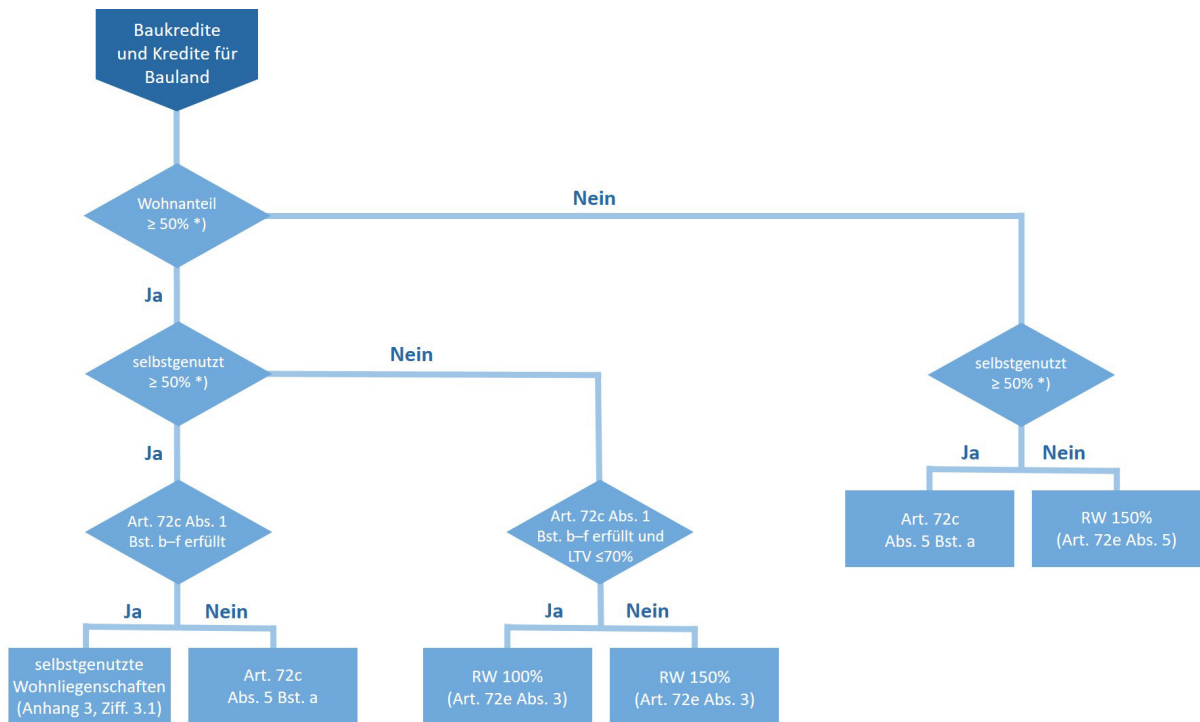 Baukredite
und Kredite für
Bauland
Wohnanteil
≥ 50% *)
Nein
Ja
selbstgenutzt
≥ 50% *)
Nein
selbstgenutzt
≥ 50% *)
Ja
Ja
Nein
Art. 72c Abs. 1
Bst. b–f erfüllt
Art. 72c Abs. 1
Bst. b–f erfüllt und
LTV ≤70%
Art. 72c
Abs. 5 Bst. a
RW 150%
(Art. 72e Abs. 5)
Ja
Nein
Ja
Nein
selbstgenutzte
Wohnliegenschaften
(Anhang 3, Ziff. 3.1)
Art. 72c
Abs. 5 Bst. a
RW 100%
(Art. 72e Abs. 3)
RW 150%
(Art. 72e Abs. 3)